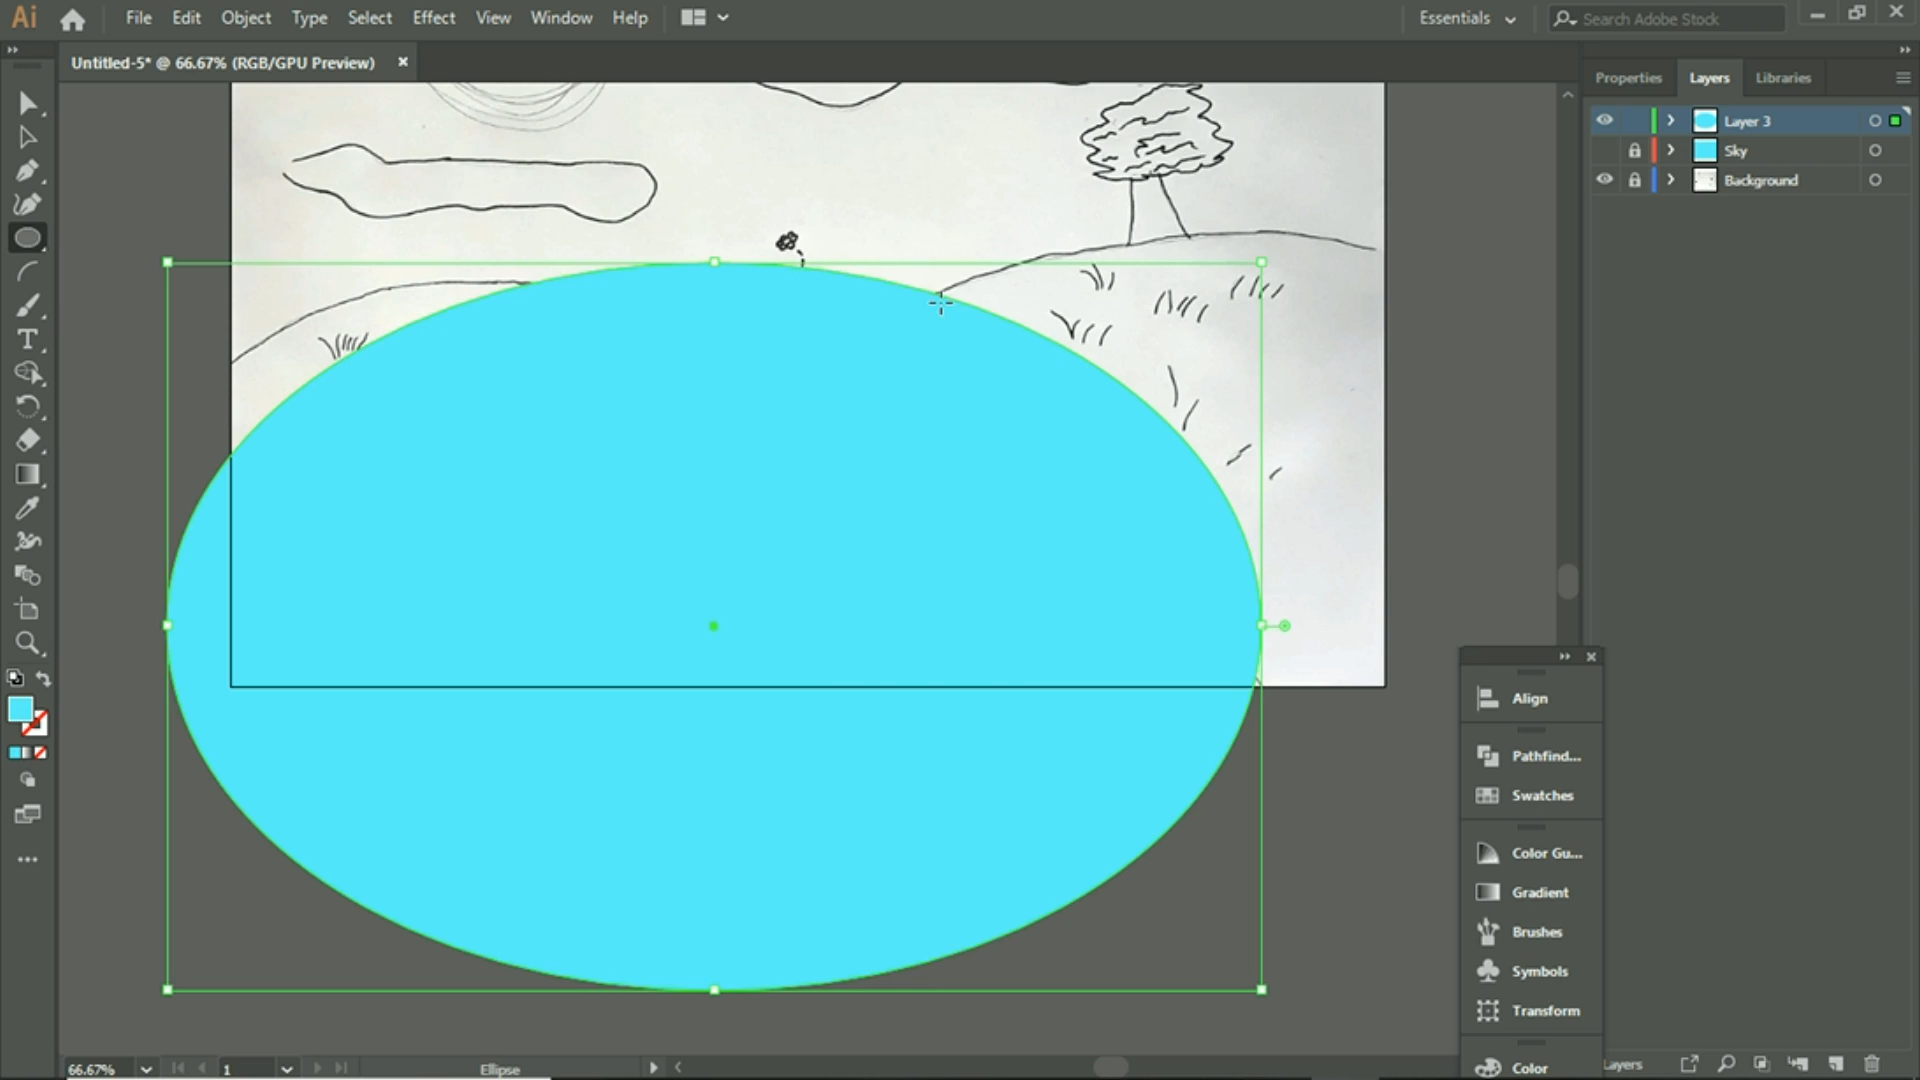 Ai File Edit Object Type Select Effect View Window Help Essentials Search Adobe Stock
Untitled-5* @ 66.67% (RGB/GPU Preview)
Properties Layers Libraries
Layer 3
Sky
Background
Align
Pathfind...
Swatches
Color Gu...
Gradient
Brushes
Symbols
Transform
Color
66.67% 1 Ellipse
Layers